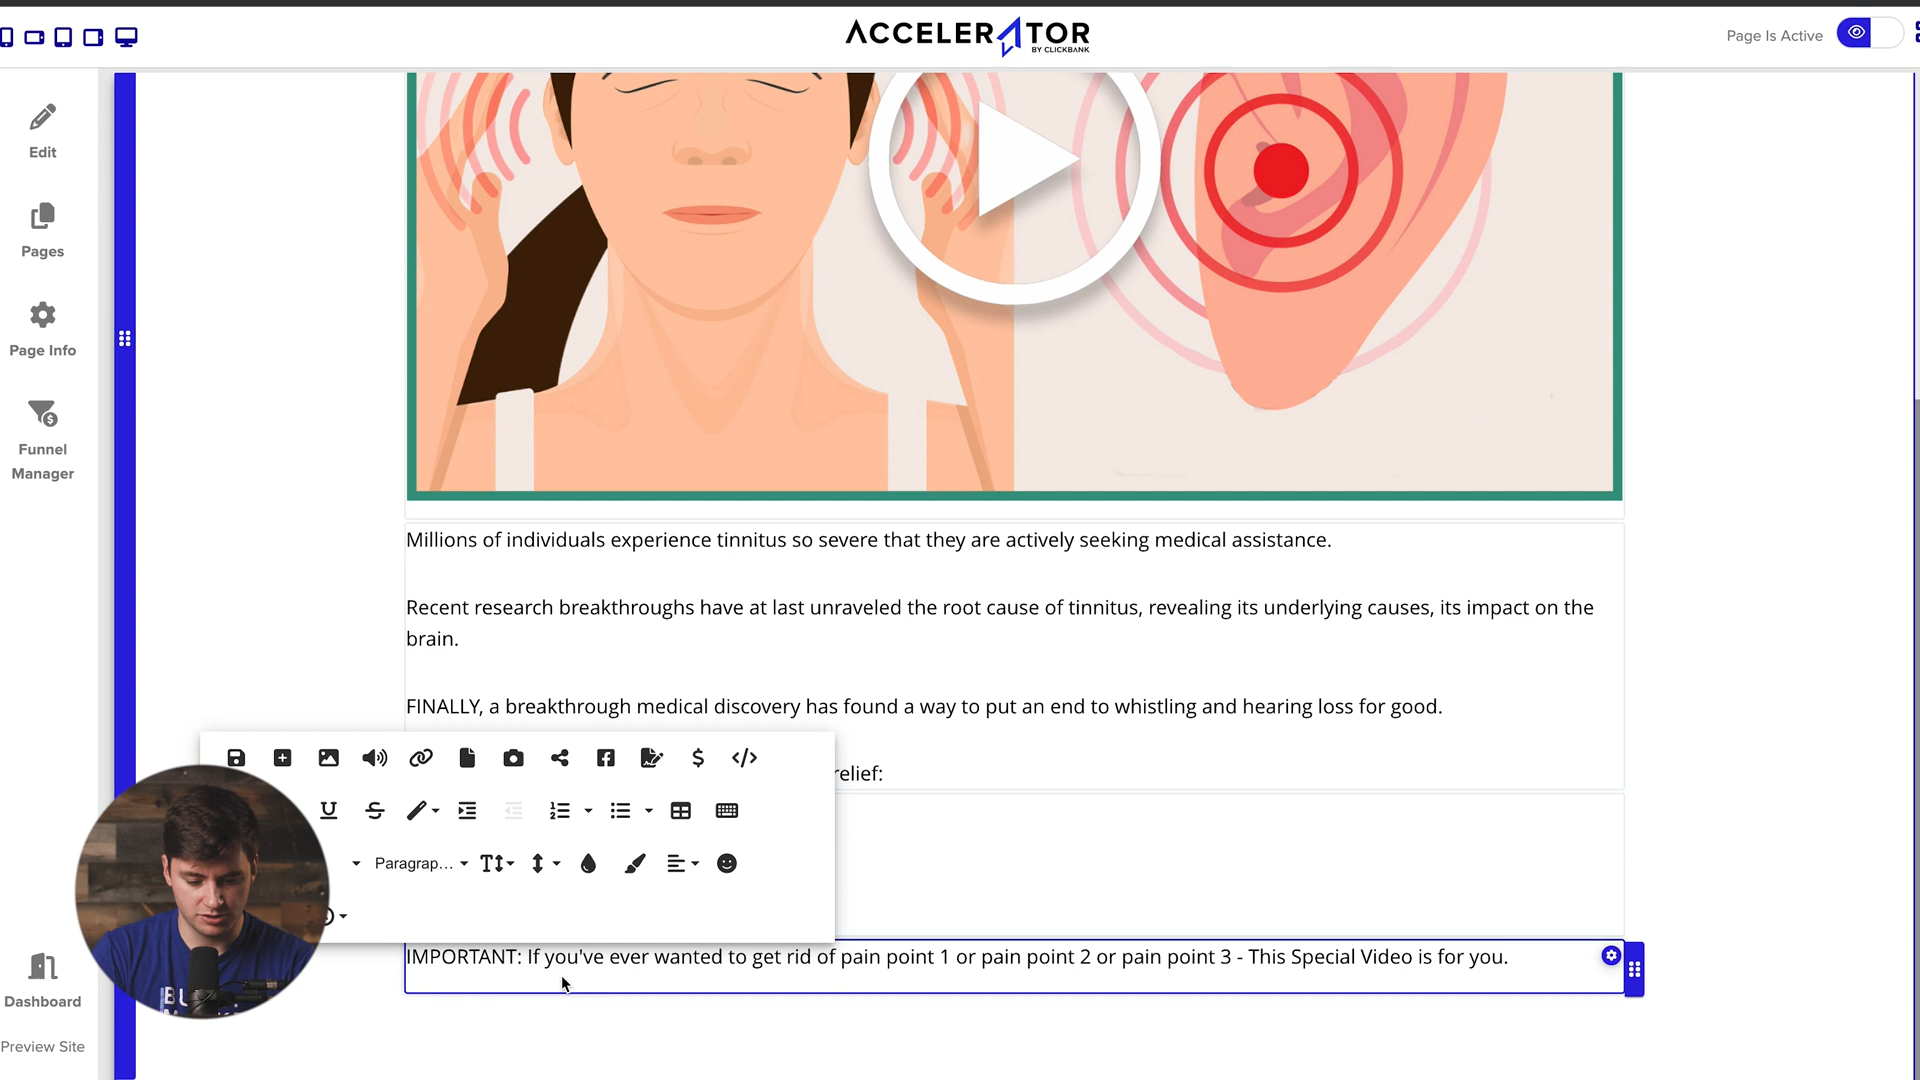 ACCELERATOR
BY CLICKBANK
Page Is Active
Edit
Pages
Page Info
Funnel
Manager
Dashboard
Preview Site
Millions of individuals experience tinnitus so severe that they are actively seeking medical assistance.
Recent research breakthroughs have at last unraveled the root cause of tinnitus, revealing its underlying causes, its impact on the
brain.
FINALLY, a breakthrough medical discovery has found a way to put an end to whistling and hearing loss for good.
relief:
Paragrap...
IMPORTANT: If you've ever wanted to get rid of pain point 1 or pain point 2 or pain point 3 - This Special Video is for you.